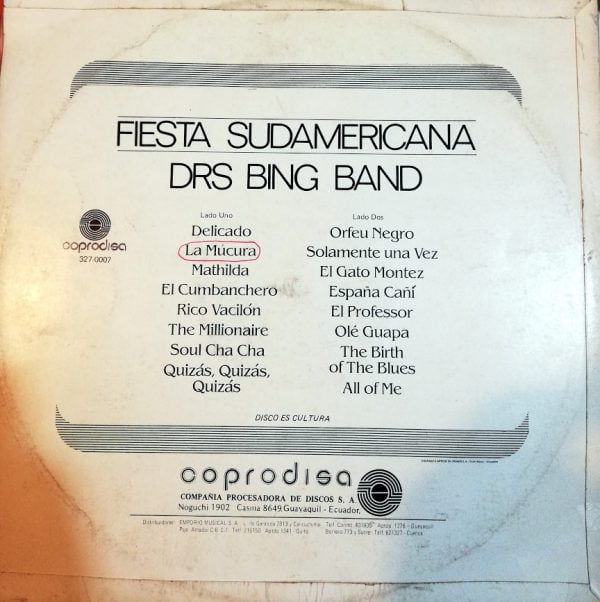 FIESTA SUDAMERICANA
DRS BING BAND
Lado Uno
Delicado
La Múcura
Mathilda
El Cumbanchero
Rico Vacilón
The Millionaire
Soul Cha Cha
Quizás, Quizás,
Quizás
Lado Dos
Orfeu Negro
Solamente una Vez
El Gato Montez
España Cañí
El Professor
Olé Guapa
The Birth
of The Blues
All of Me
coprodisa
327-0007
DISCO ES CULTURA
coprodisa
COMPAÑIA PROCESADORA DE DISCOS S. A.
Noguchi 1902 Casilla 8649, Guayaquil - Ecuador.
Distribuidores: EMPORIO MUSICAL S.A.